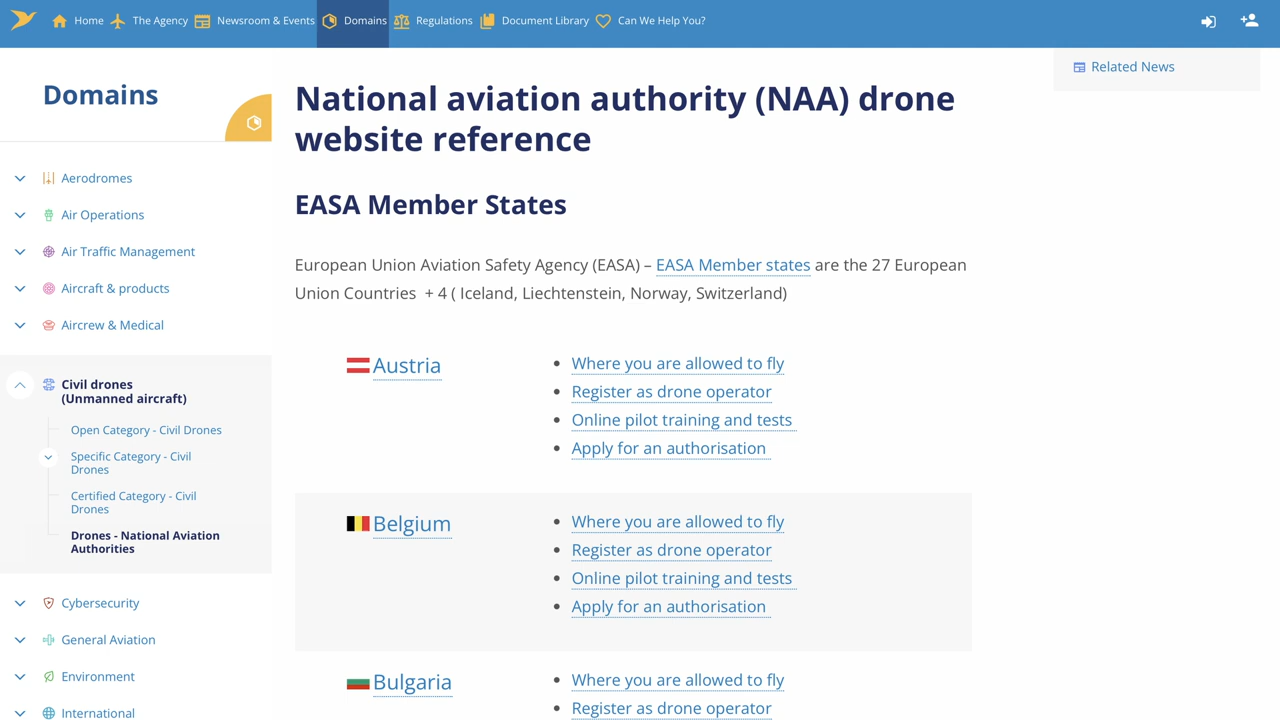 Home
The Agency
Newsroom & Events
Domains
Regulations
Document Library
Can We Help You?
Domains
Aerodromes
Air Operations
Air Traffic Management
Aircraft & products
Aircrew & Medical
Civil drones
(Unmanned aircraft)
Open Category - Civil Drones
Specific Category - Civil
Drones
Certified Category - Civil
Drones
Drones - National Aviation
Authorities
Cybersecurity
General Aviation
Environment
International
National aviation authority (NAA) drone
website reference
EASA Member States
European Union Aviation Safety Agency (EASA) – EASA Member states are the 27 European
Union Countries + 4 ( Iceland, Liechtenstein, Norway, Switzerland)
Austria
Where you are allowed to fly
Register as drone operator
Online pilot training and tests
Apply for an authorisation
Belgium
Where you are allowed to fly
Register as drone operator
Online pilot training and tests
Apply for an authorisation
Bulgaria
Where you are allowed to fly
Register as drone operator
Related News